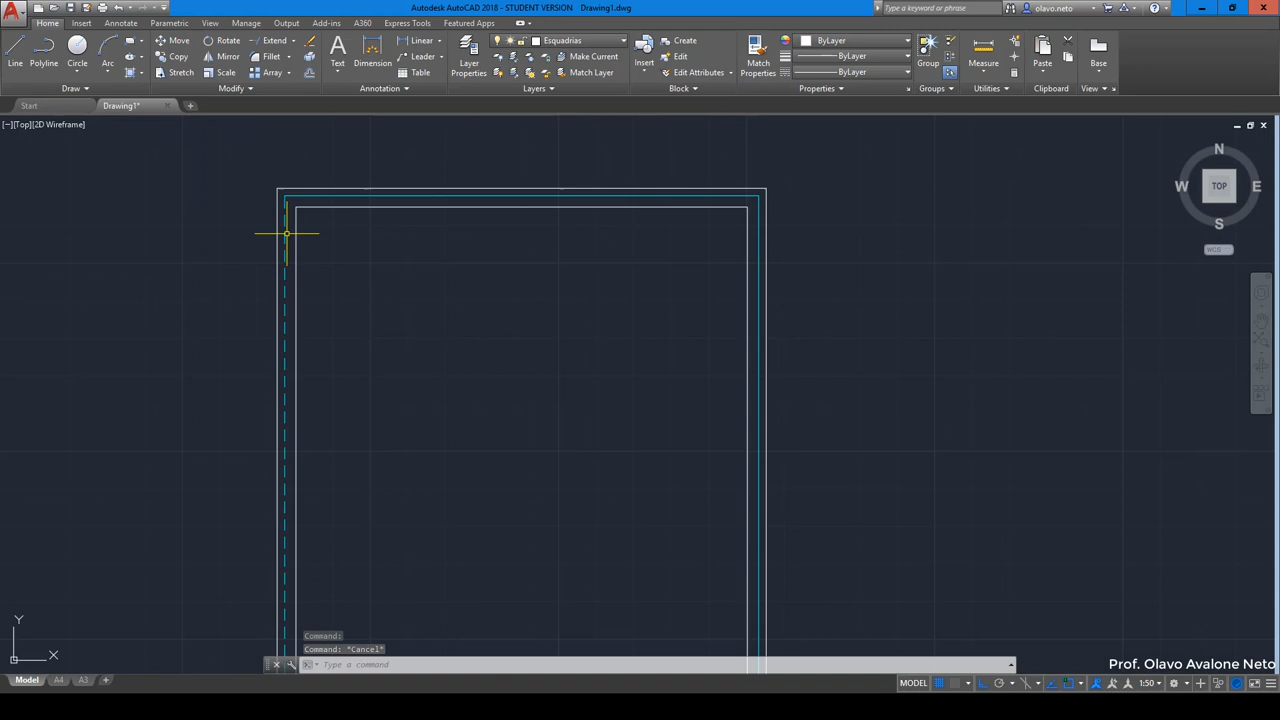 Autodesk AutoCAD 2018 - STUDENT VERSION Drawing1.dwg
Type a keyword or phrase
olavo.neto
Home Insert Annotate Parametric View Manage Output Add-ins A360 Express Tools Featured Apps
Line Polyline Circle Arc
Move Rotate Extend
Copy Mirror Fillet
Stretch Scale Array
Text Dimension
Linear
Leader
Table
Layer Properties
Esquadrias
Make Current
Match Layer
Insert
Create
Edit
Edit Attributes
Match Properties
ByLayer
ByLayer
ByLayer
Group
Measure
Paste
Base
Draw Modify Annotation Layers Block Properties Groups Utilities Clipboard View
Start Drawing1*
[−][Top][2D Wireframe]
N
W TOP E
S
WCS
Y
X
Command:
Command: *Cancel*
Type a command
Prof. Olavo Avalone Neto
Model A4 A3
MODEL 1:50